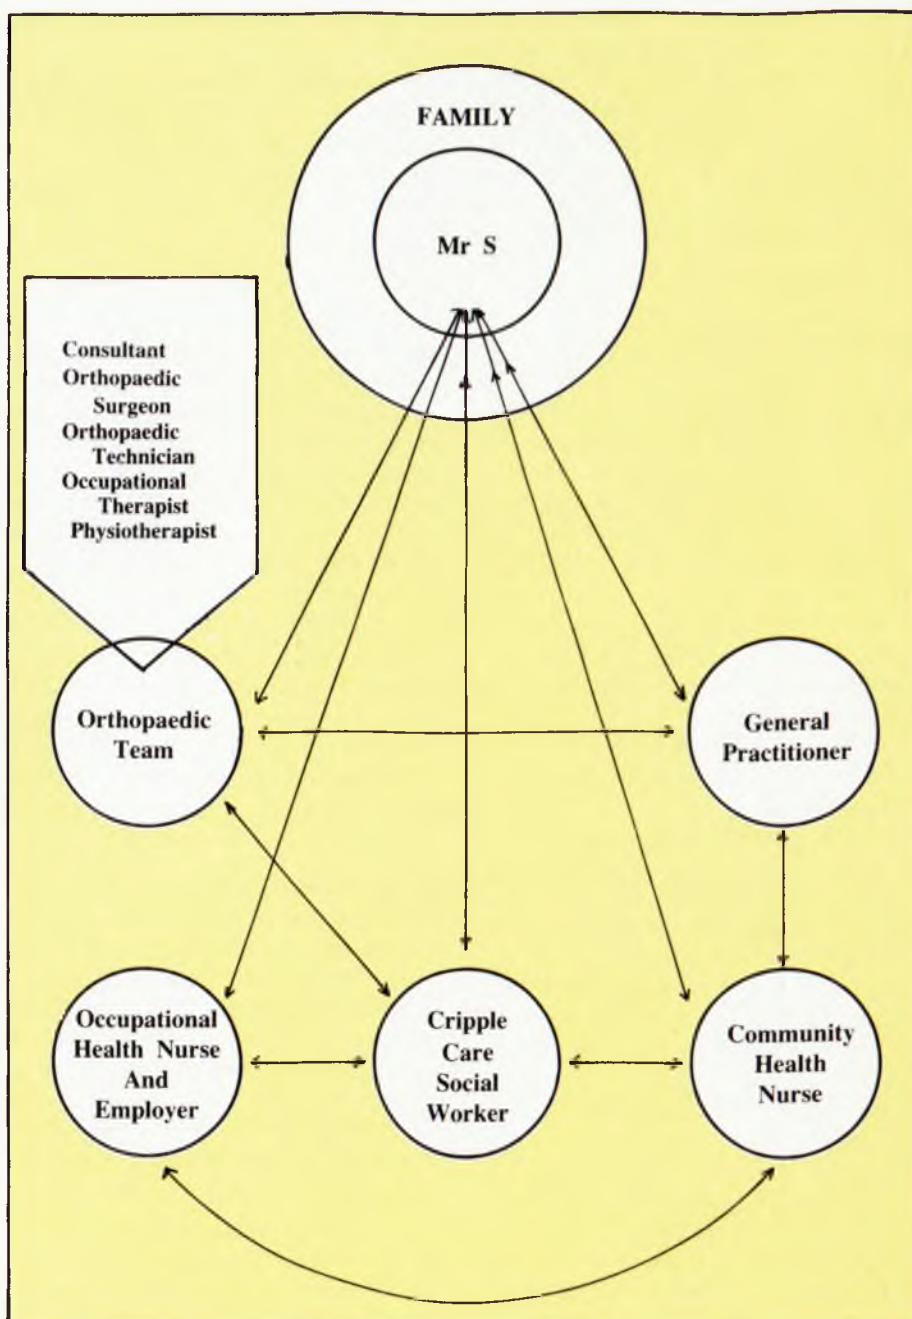 FAMILY
Mr S
Consultant
Orthopaedic
Surgeon
Orthopaedic
Technician
Occupational
Therapist
Physiotherapist
Orthopaedic
Team
General
Practitioner
Occupational
Health Nurse
And
Employer
Cripple
Care
Social
Worker
Community
Health
Nurse